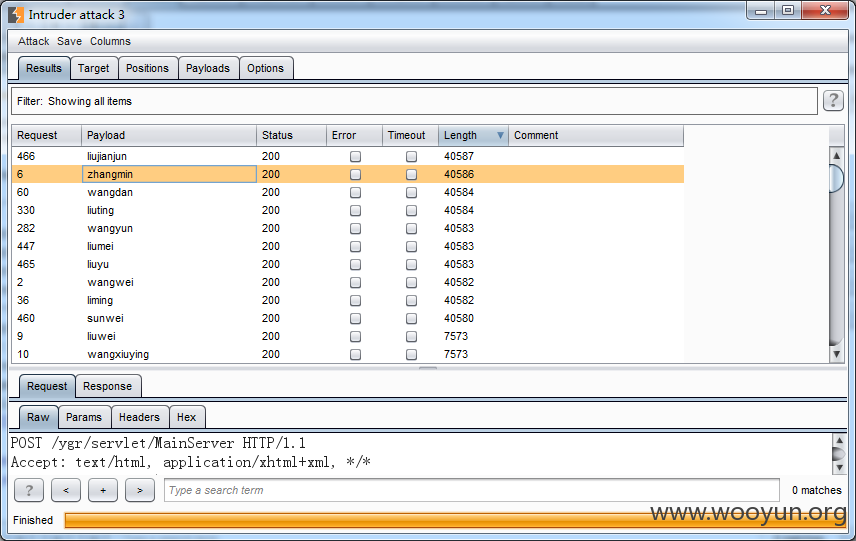 Intruder attack 3
Attack Save Columns
Results Target Positions Payloads Options
Filter: Showing all items ?
Request Payload Status Error Timeout Length Comment
466 liujianjun 200 40587
6 zhangmin 200 40586
60 wangdan 200 40584
330 liuting 200 40584
282 wangyun 200 40583
447 liumei 200 40583
465 liuyu 200 40583
2 wangwei 200 40582
36 liming 200 40582
460 sunwei 200 40580
9 liuwei 200 7573
10 wangxiuying 200 7573
Request Response
Raw Params Headers Hex
POST /ygr/servlet/MainServer HTTP/1.1
Accept: text/html, application/xhtml+xml, */*
? < + > Type a search term 0 matches
www.wooyun.org
Finished